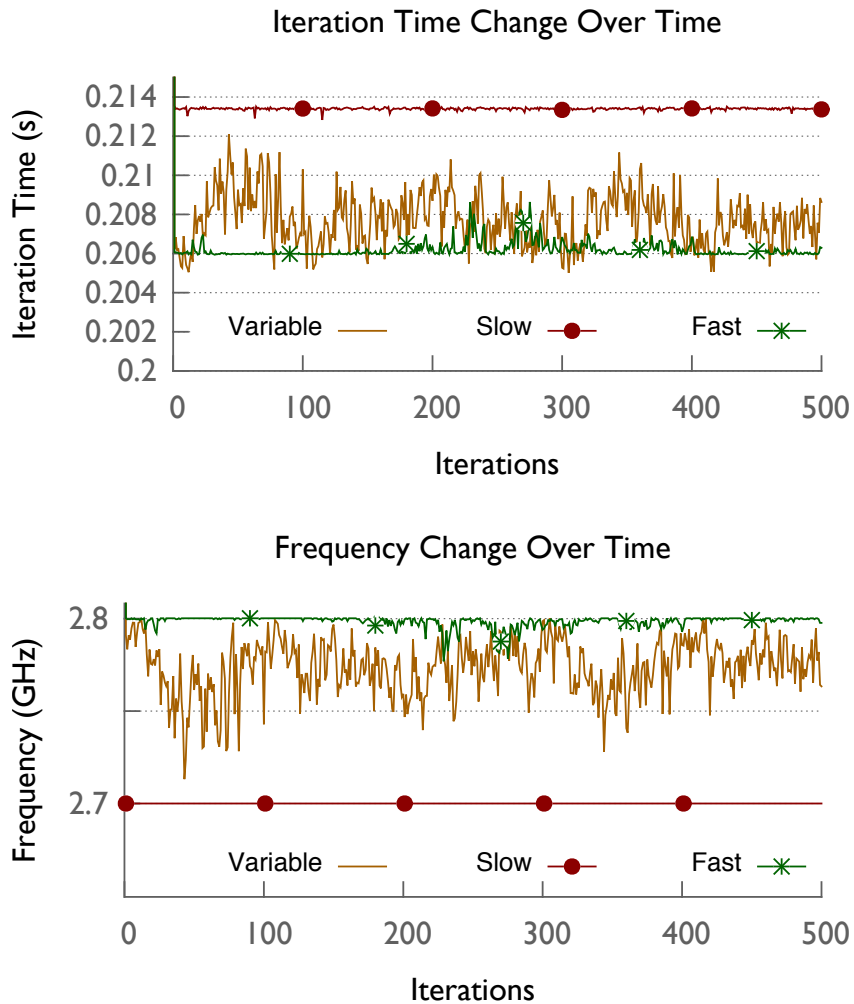 Iteration Time Change Over Time
Iteration Time (s)
0.214
0.212
0.21
0.208
0.206
0.204
0.202
0.2
Variable
Slow
Fast
0 100 200 300 400 500
Iterations
Frequency Change Over Time
Frequency (GHz)
2.8
2.7
Variable
Slow
Fast
0 100 200 300 400 500
Iterations